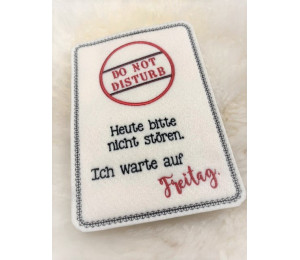 DO NOT
DISTURB
Heute bitte
nicht stören.
Ich warte auf
Freitag.